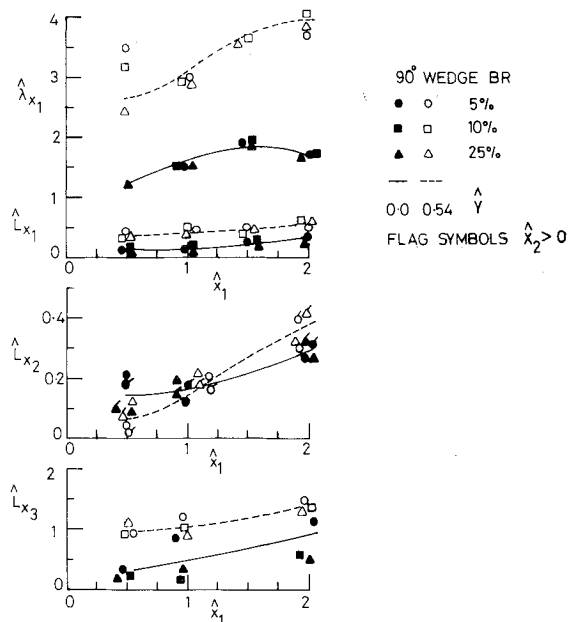 4
3
λ̂x1
2
1
L̂x1
0
0 1 x̂1 2
90° WEDGE BR
● ○ 5%
■ □ 10%
▲ △ 25%
0.0 0.54 Ŷ
FLAG SYMBOLS x̂2>0
0.4
L̂x2
0.2
0
0 1 2
x̂1
2
L̂x3
1
0
0 1 2
x̂1